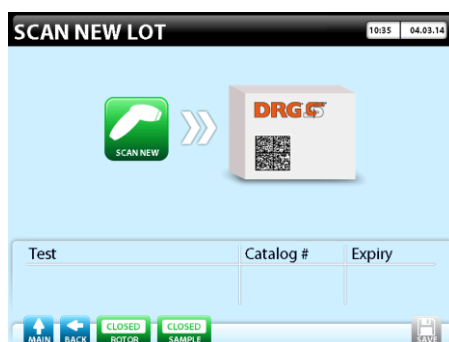 SCAN NEW LOT
10:35 04.03.14
SCAN NEW
DRG
Test Catalog # Expiry
MAIN BACK CLOSED ROTOR CLOSED SAMPLE SAVE